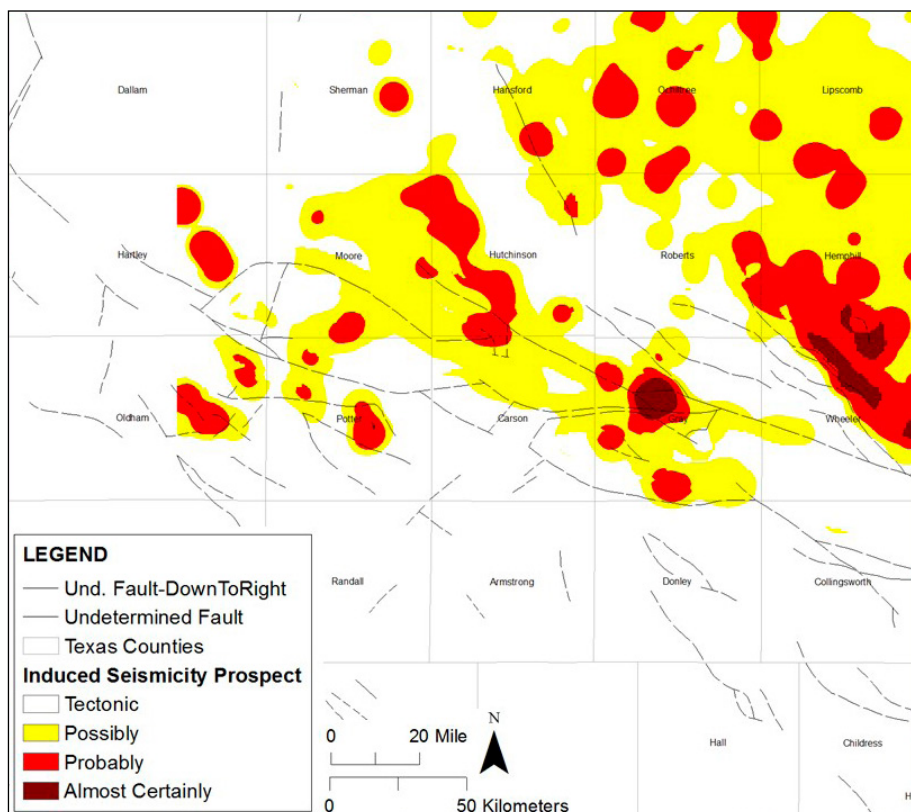 Dallam
Sherman
Hansford
Ochiltree
Lipscomb
Hartley
Moore
Hutchinson
Roberts
Hemphill
Oldham
Potter
Carson
Gray
Wheeler
Randall
Armstrong
Donley
Collingsworth
Hall
Childress
H
LEGEND
Und. Fault-DownToRight
Undetermined Fault
Texas Counties
Induced Seismicity Prospect
Tectonic
Possibly
Probably
Almost Certainly
0 20 Mile
N
0 50 Kilometers